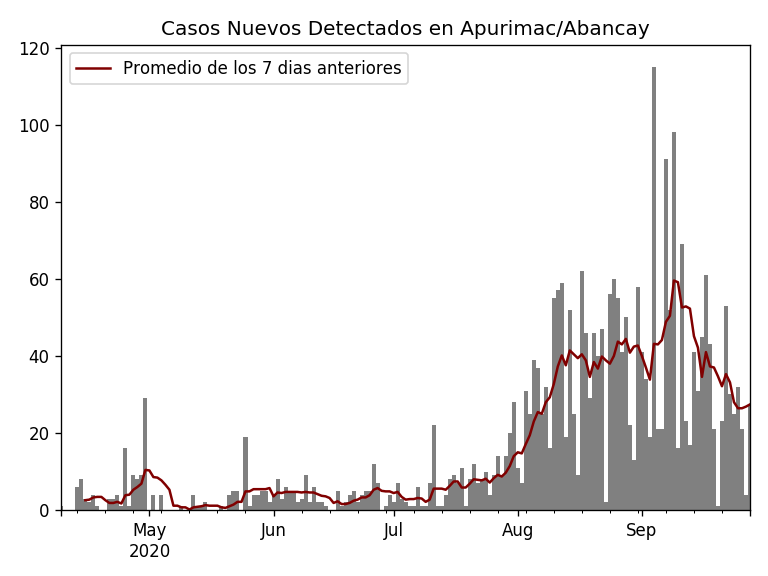 Casos Nuevos Detectados en Apurimac/Abancay
Promedio de los 7 dias anteriores
120
100
80
60
40
20
0
May Jun Jul Aug Sep
2020